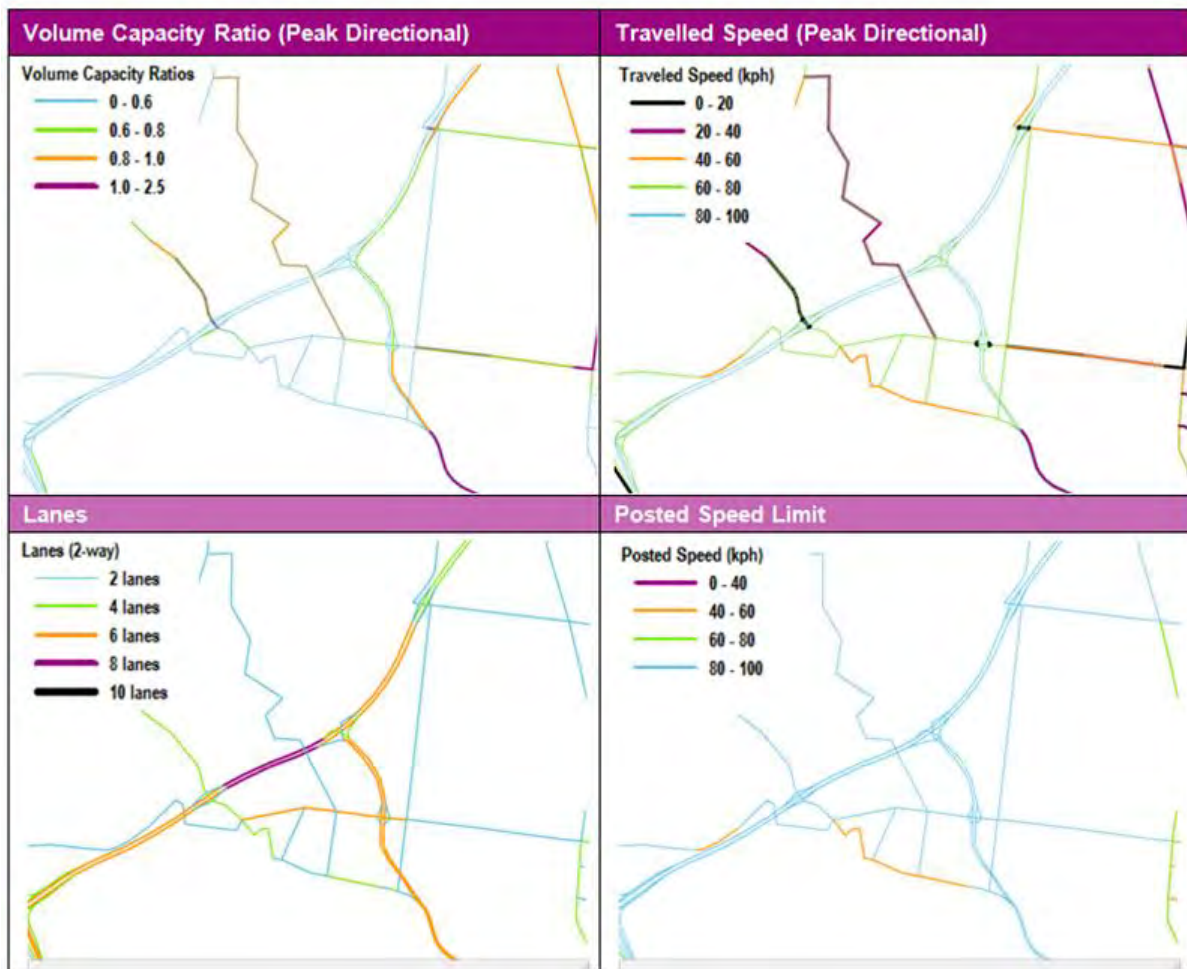 Volume Capacity Ratio (Peak Directional)
Volume Capacity Ratios
0 - 0.6
0.6 - 0.8
0.8 - 1.0
1.0 - 2.5
Travelled Speed (Peak Directional)
Traveled Speed (kph)
0 - 20
20 - 40
40 - 60
60 - 80
80 - 100
Lanes
Lanes (2-way)
2 lanes
4 lanes
6 lanes
8 lanes
10 lanes
Posted Speed Limit
Posted Speed (kph)
0 - 40
40 - 60
60 - 80
80 - 100